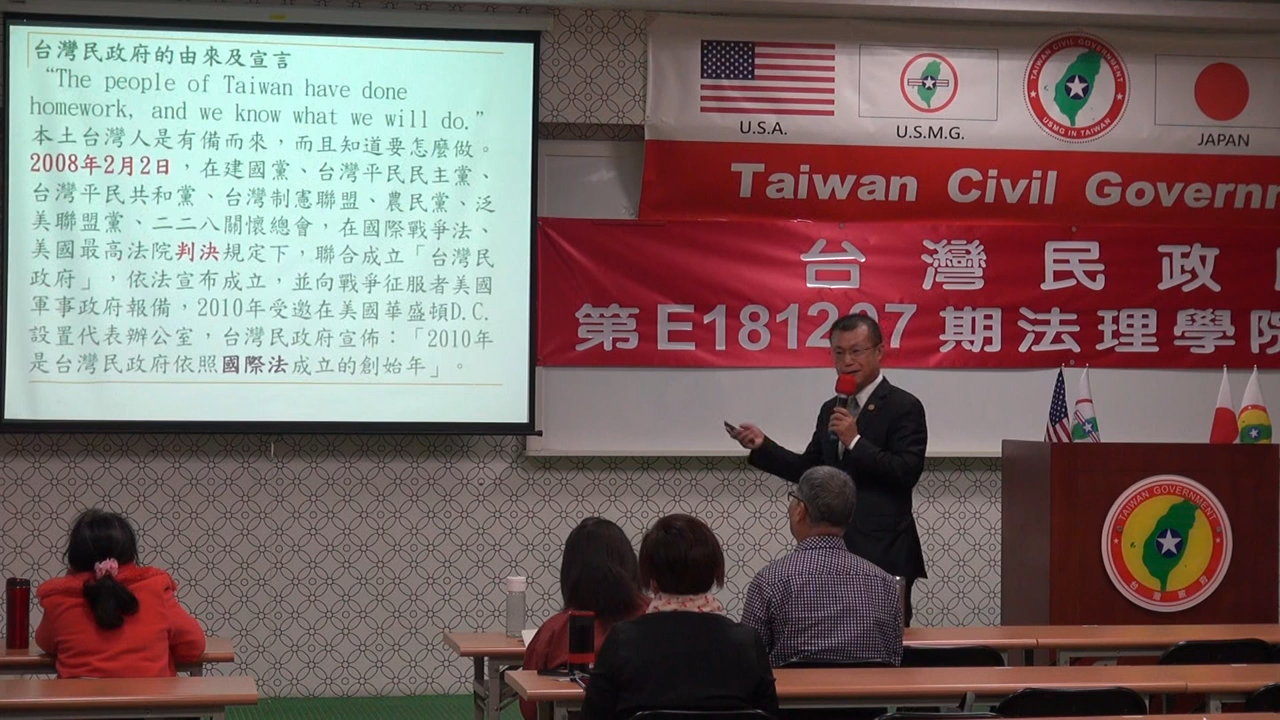 台灣民政府的由來及宣言
“The people of Taiwan have done
homework, and we know what we will do.”
本土台灣人是有備而來，而且知道要怎麼做。
2008年2月2日，在建國黨、台灣平民民主黨、
台灣平民共和黨、台灣制憲聯盟、農民黨、泛
美聯盟黨、二二八關懷總會，在國際戰爭法、
美國最高法院判決規定下，聯合成立「台灣民
政府」，依法宣布成立，並向戰爭征服者美國
軍事政府報備，2010年受邀在美國華盛頓D.C.
設置代表辦公室，台灣民政府宣佈：「2010年
是台灣民政府依照國際法成立的創始年」。
TAIWAN CIVIL GOVERNMENT
USMG IN TAIWAN
U.S.A.
U.S.M.G.
JAPAN
Taiwan Civil Governm
台灣民政
第E181207期法理學院
TAIWAN GOVERNMENT
台灣政府